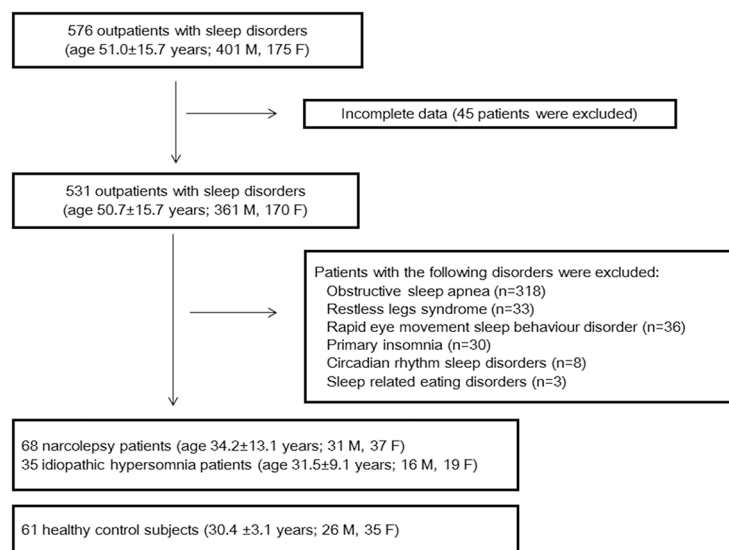 576 outpatients with sleep disorders
(age 51.0±15.7 years; 401 M, 175 F)
Incomplete data (45 patients were excluded)
531 outpatients with sleep disorders
(age 50.7±15.7 years; 361 M, 170 F)
Patients with the following disorders were excluded:
Obstructive sleep apnea (n=318)
Restless legs syndrome (n=33)
Rapid eye movement sleep behaviour disorder (n=36)
Primary insomnia (n=30)
Circadian rhythm sleep disorders (n=8)
Sleep related eating disorders (n=3)
68 narcolepsy patients (age 34.2±13.1 years; 31 M, 37 F)
35 idiopathic hypersomnia patients (age 31.5±9.1 years; 16 M, 19 F)
61 healthy control subjects (30.4 ±3.1 years; 26 M, 35 F)